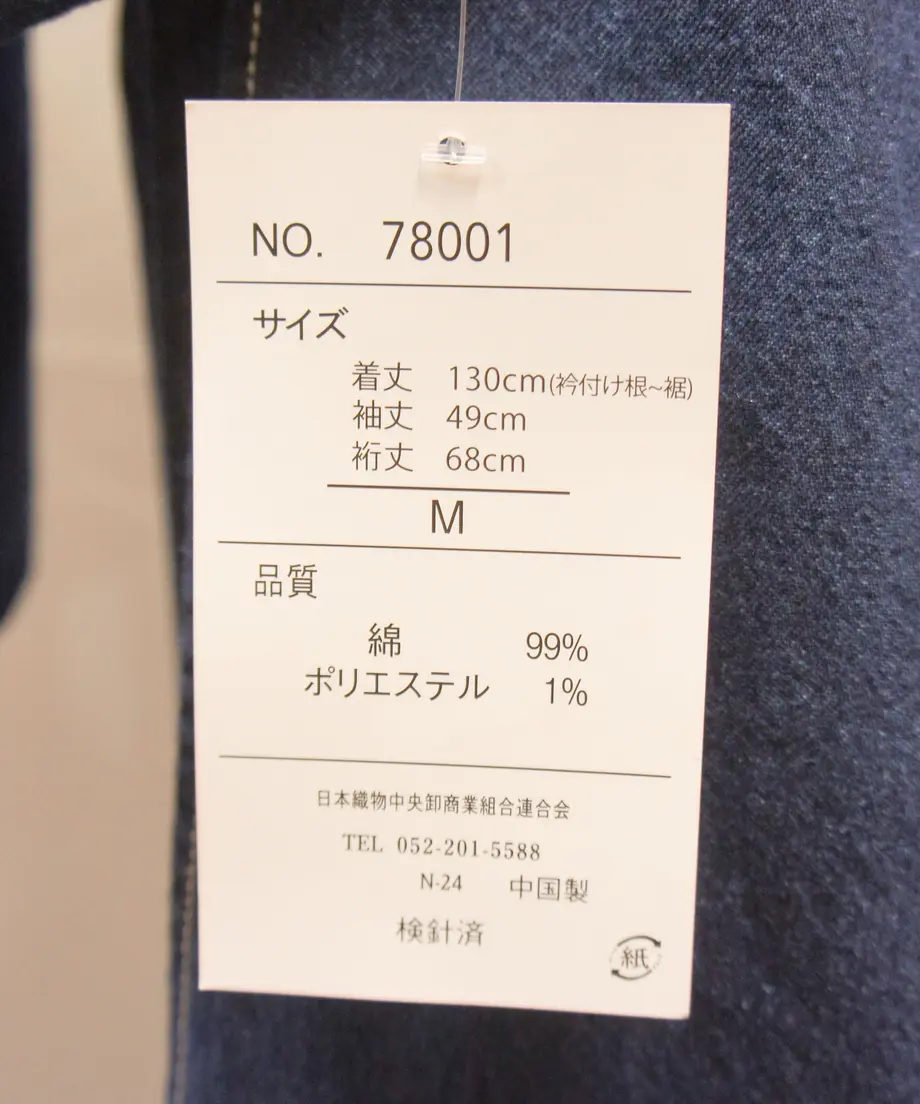 NO. 78001
サイズ
着丈 130cm(衿付け根~裾)
袖丈 49cm
裄丈 68cm
M
品質
綿 99%
ポリエステル 1%
日本織物中央卸商業組合連合会
TEL 052-201-5588
N-24 中国製
検針済
紙